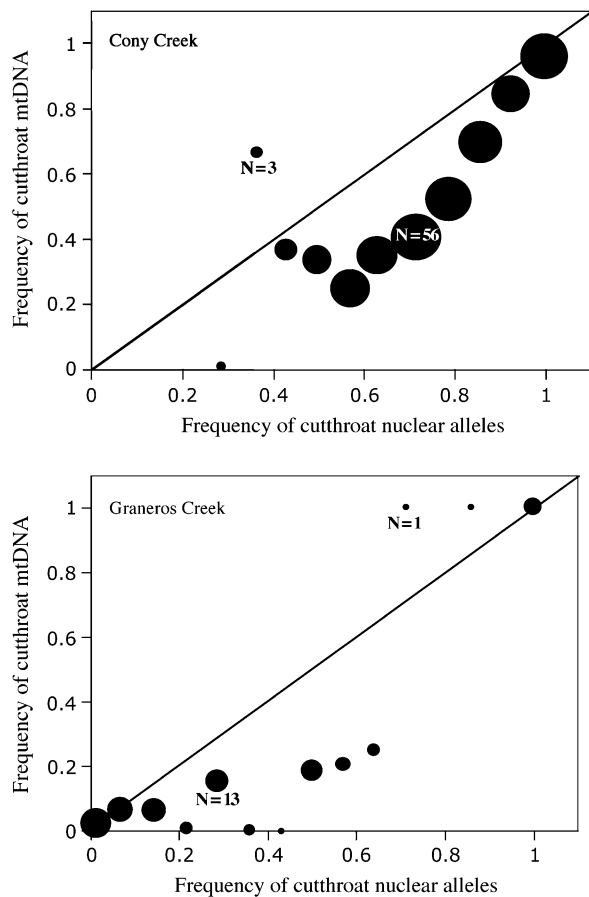 Cony Creek
Frequency of cutthroat mtDNA
1
0.8
0.6
0.4
0.2
0
N=3
N=56
0 0.2 0.4 0.6 0.8 1
Frequency of cutthroat nuclear alleles
Graneros Creek
Frequency of cutthroat mtDNA
1
0.8
0.6
0.4
0.2
0
N=1
N=13
0 0.2 0.4 0.6 0.8 1
Frequency of cutthroat nuclear alleles